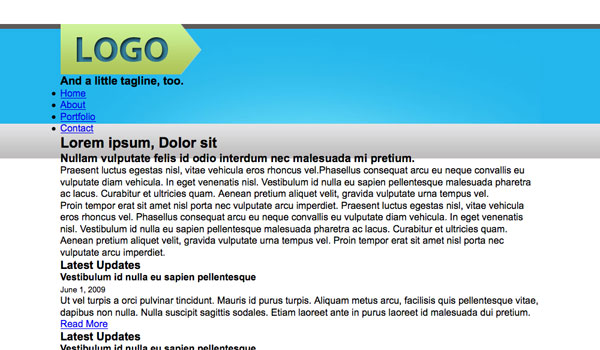 LOGO
And a little tagline, too.
Home
About
Portfolio
Contact
Lorem ipsum, Dolor sit
Nullam vulputate felis id odio interdum nec malesuada mi pretium.
Praesent luctus egestas nisl, vitae vehicula eros rhoncus vel.Phasellus consequat arcu eu neque convallis eu
vulputate diam vehicula. In eget venenatis nisl. Vestibulum id nulla eu sapien pellentesque malesuada pharetra
ac lacus. Curabitur et ultricies quam. Aenean pretium aliquet velit, gravida vulputate urna tempus vel.
Proin tempor erat sit amet nisl porta nec vulputate arcu imperdiet. Praesent luctus egestas nisl, vitae vehicula
eros rhoncus vel. Phasellus consequat arcu eu neque convallis eu vulputate diam vehicula. In eget venenatis
nisl. Vestibulum id nulla eu sapien pellentesque malesuada pharetra ac lacus. Curabitur et ultricies quam.
Aenean pretium aliquet velit, gravida vulputate urna tempus vel. Proin tempor erat sit amet nisl porta nec
vulputate arcu imperdiet.
Latest Updates
Vestibulum id nulla eu sapien pellentesque
June 1, 2009
Ut vel turpis a orci pulvinar tincidunt. Mauris id purus turpis. Aliquam metus arcu, facilisis quis pellentesque vitae,
dapibus non nulla. Nulla suscipit sagittis sodales. Etiam laoreet ante in purus laoreet id malesuada dui pretium.
Read More
Latest Updates
Vestibulum id nulla eu sapien pellentesque